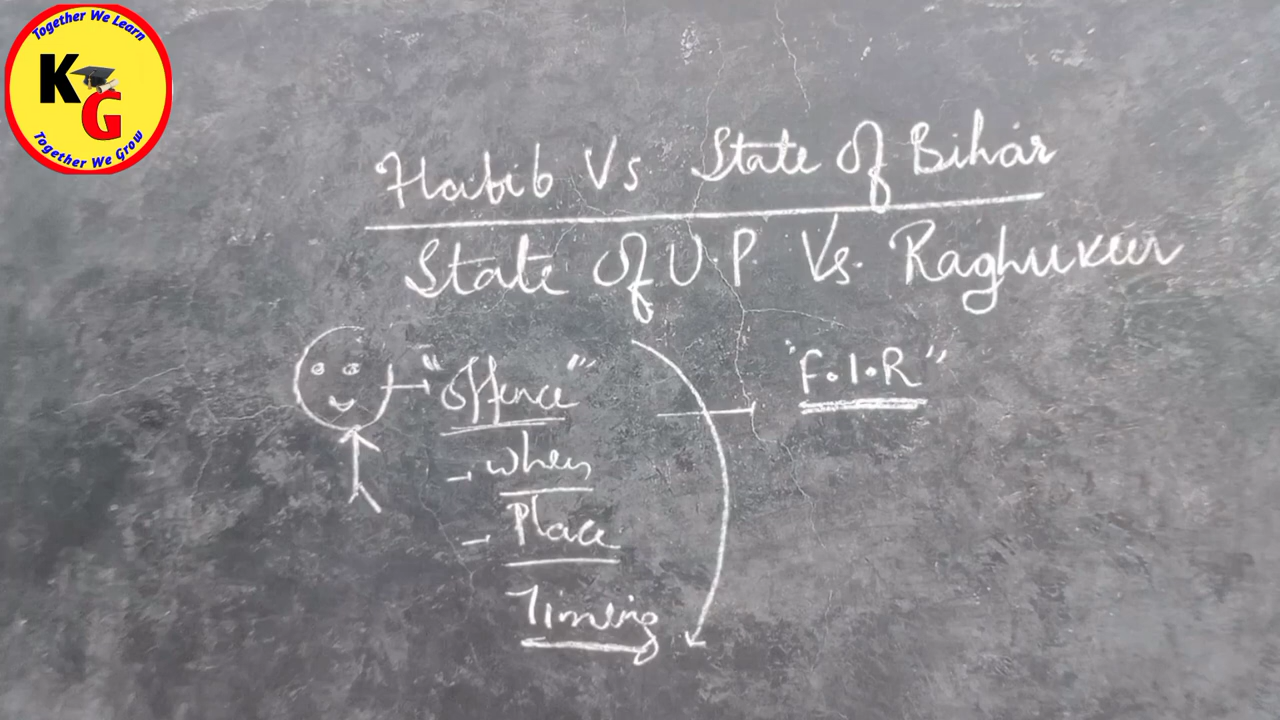 Together We Learn
KG
Together We Grow
Habib Vs State of Bihar
State of U.P. Vs. Raghuveer
"offence"
when
Place
Timing
"F.I.R"